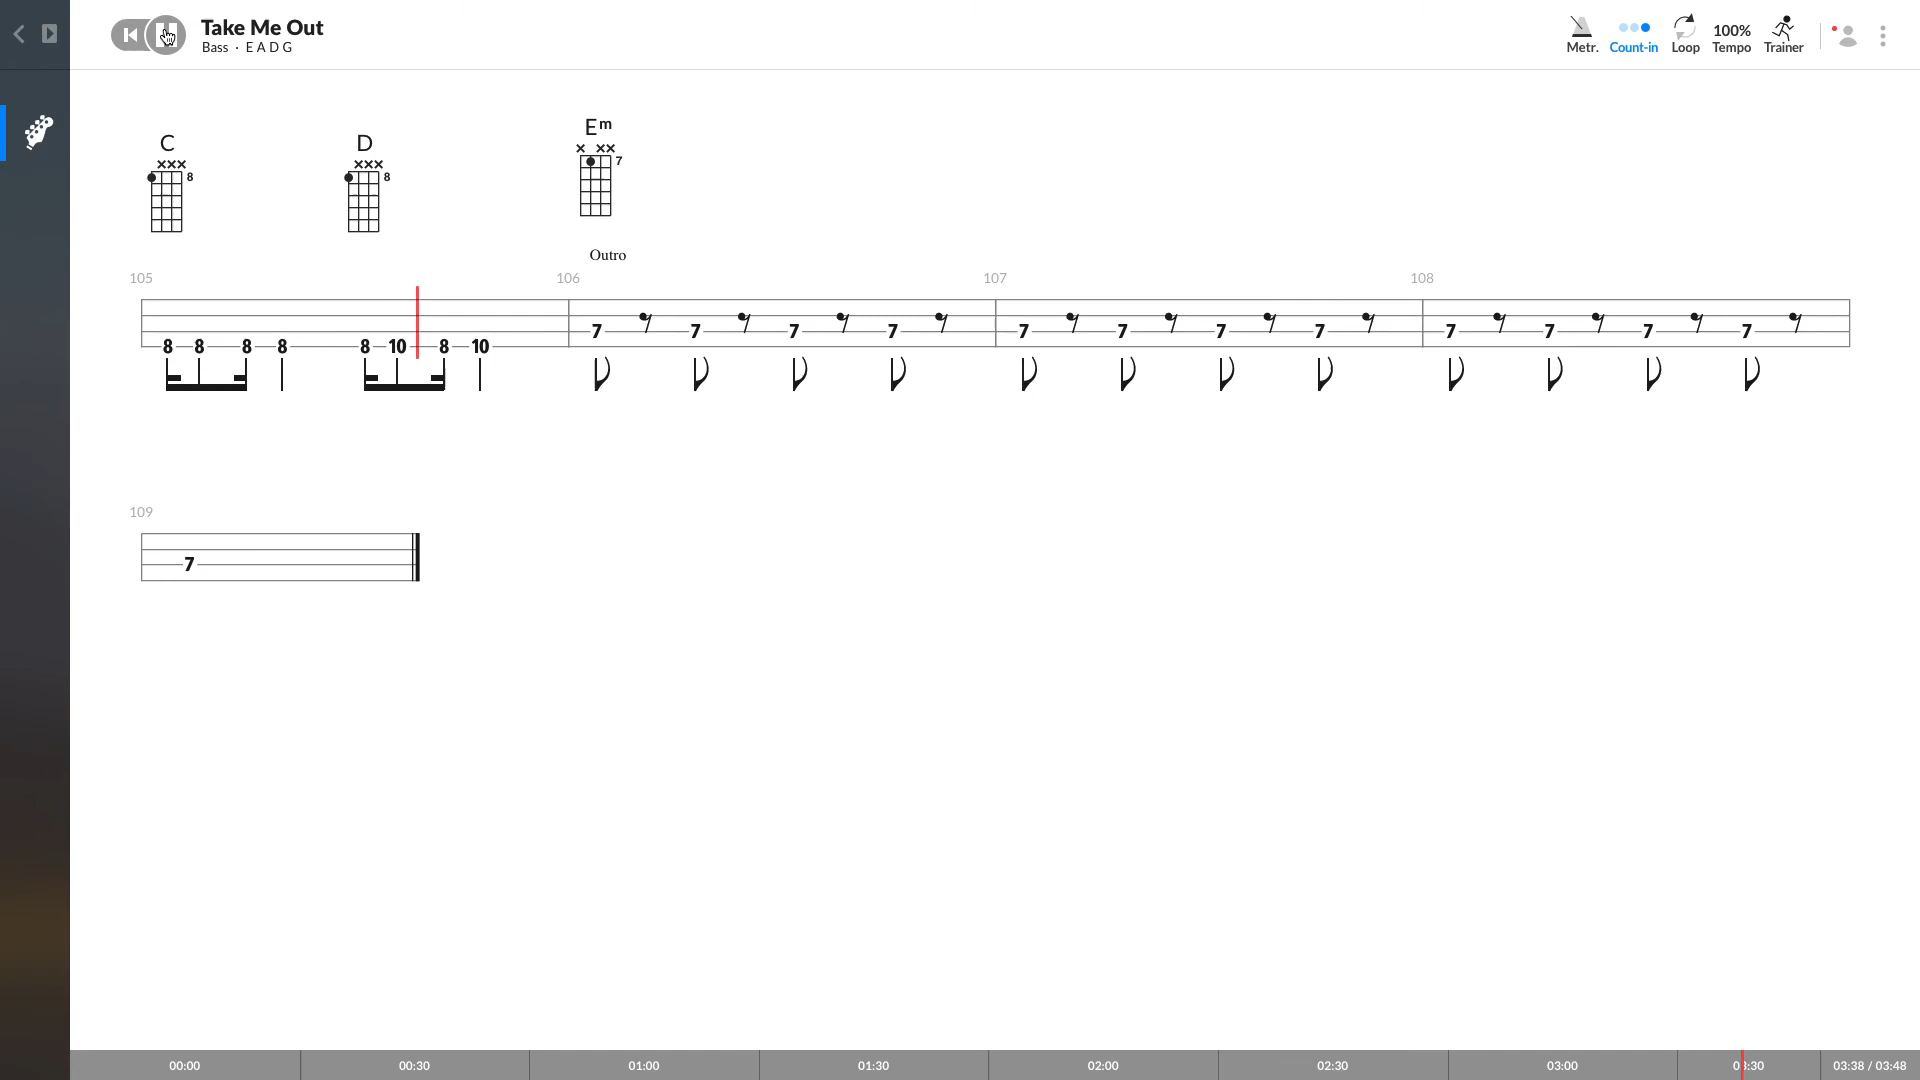 Take Me Out
Bass · E A D G
Metr.
Count-in
Loop
100%
Tempo
Trainer
C
×××
8
D
×××
8
Em
× ××
7
Outro
105
106
107
108
8 8 8 8 8 10 8 10
7 7 7 7
7 7 7 7
7 7 7 7
109
7
00:00
00:30
01:00
01:30
02:00
02:30
03:00
03:38 / 03:48